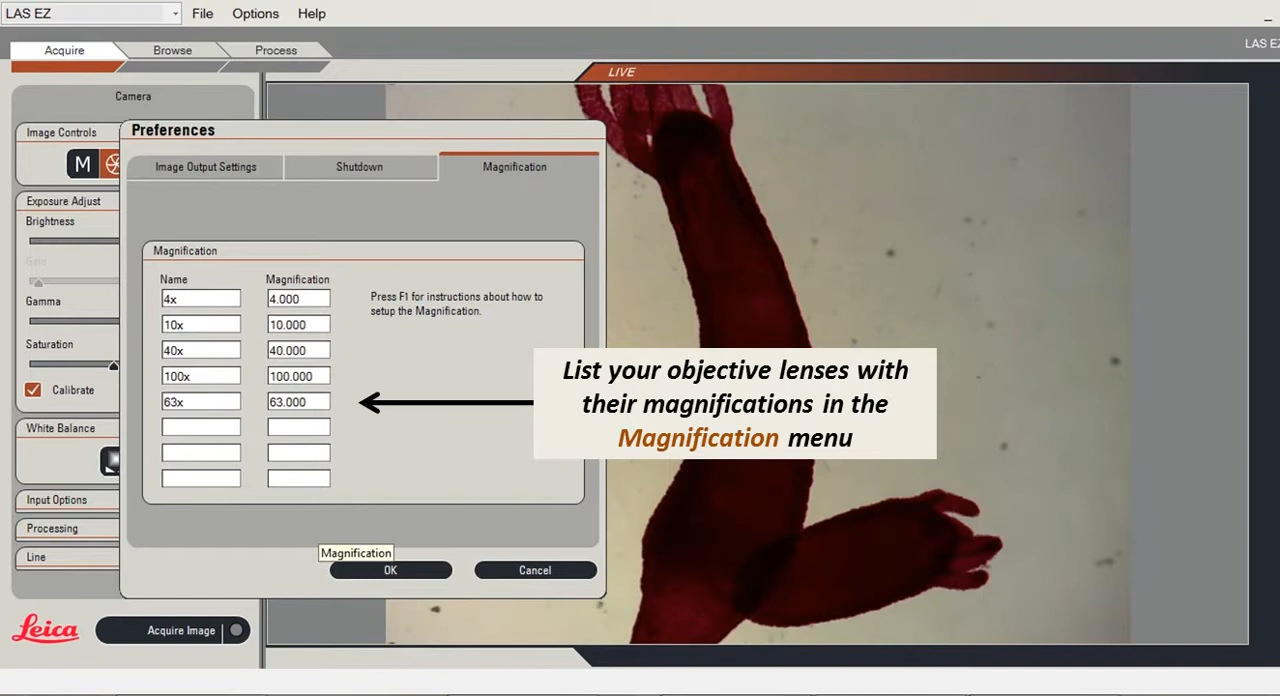 LAS EZ
File
Options
Help
Acquire
Browse
Process
LAS EZ
LIVE
Camera
Image Controls
M
Preferences
Image Output Settings
Shutdown
Magnification
Exposure Adjust
Brightness
Gain
Gamma
Saturation
Calibrate
White Balance
Input Options
Processing
Line
Magnification
Name
Magnification
4x
4.000
10x
10.000
40x
40.000
100x
100.000
63x
63.000
Press F1 for instructions about how to
setup the Magnification.
List your objective lenses with
their magnifications in the
Magnification menu
Magnification
OK
Cancel
Leica
Acquire Image